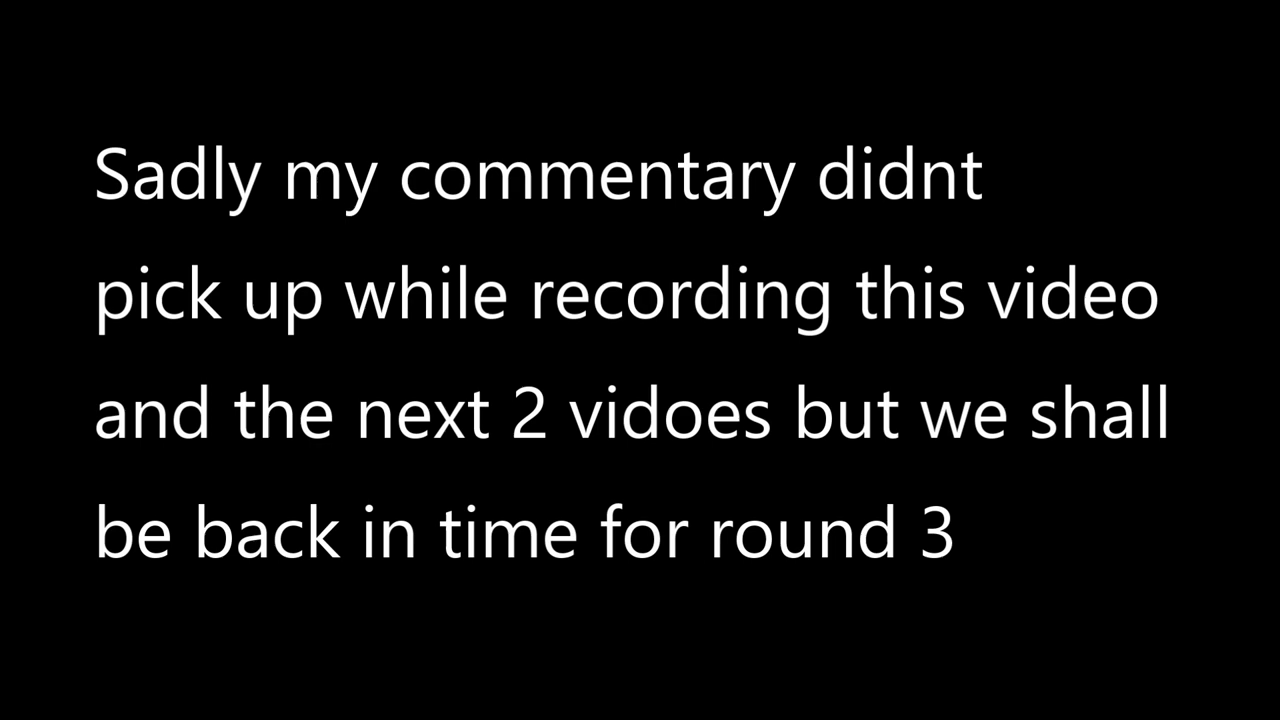 Sadly my commentary didnt
pick up while recording this video
and the next 2 vidoes but we shall
be back in time for round 3